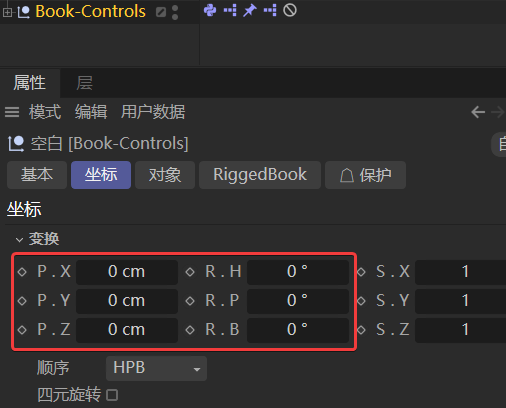 Book-Controls
属性 层
模式 编辑 用户数据
空白 [Book-Controls]
基本 坐标 对象 RiggedBook 保护
坐标
变换
P . X 0 cm R . H 0 ° S . X 1
P . Y 0 cm R . P 0 ° S . Y 1
P . Z 0 cm R . B 0 ° S . Z 1
顺序 HPB
四元旋转